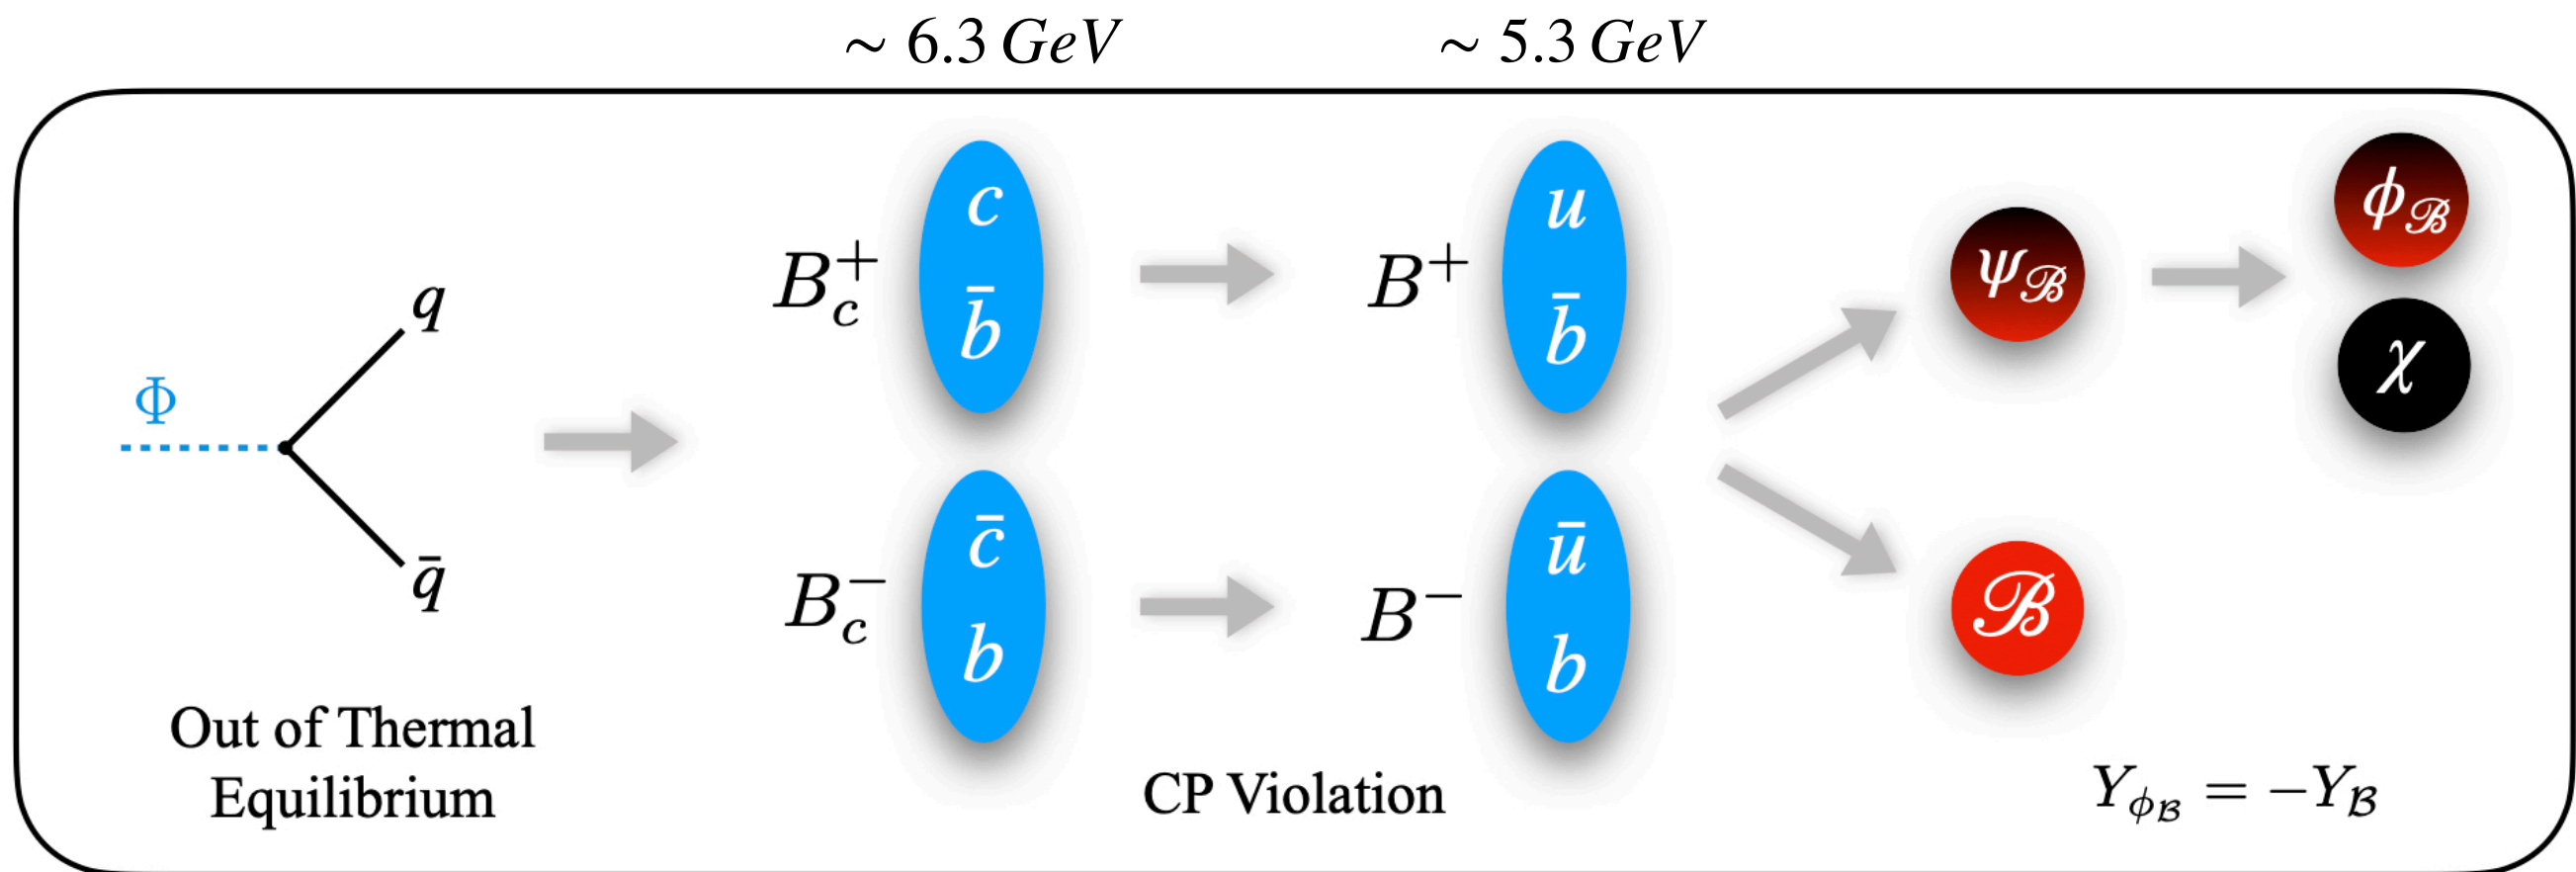 ∼ 6.3 GeV
∼ 5.3 GeV
Φ
q
q̄
Out of Thermal
Equilibrium
B_c^+
c
b̄
B_c^−
c̄
b
CP Violation
B^+
u
b̄
B^−
ū
b
ψ_ℬ
ℬ
ϕ_ℬ
χ
Y_{ϕ_ℬ} = −Y_ℬ